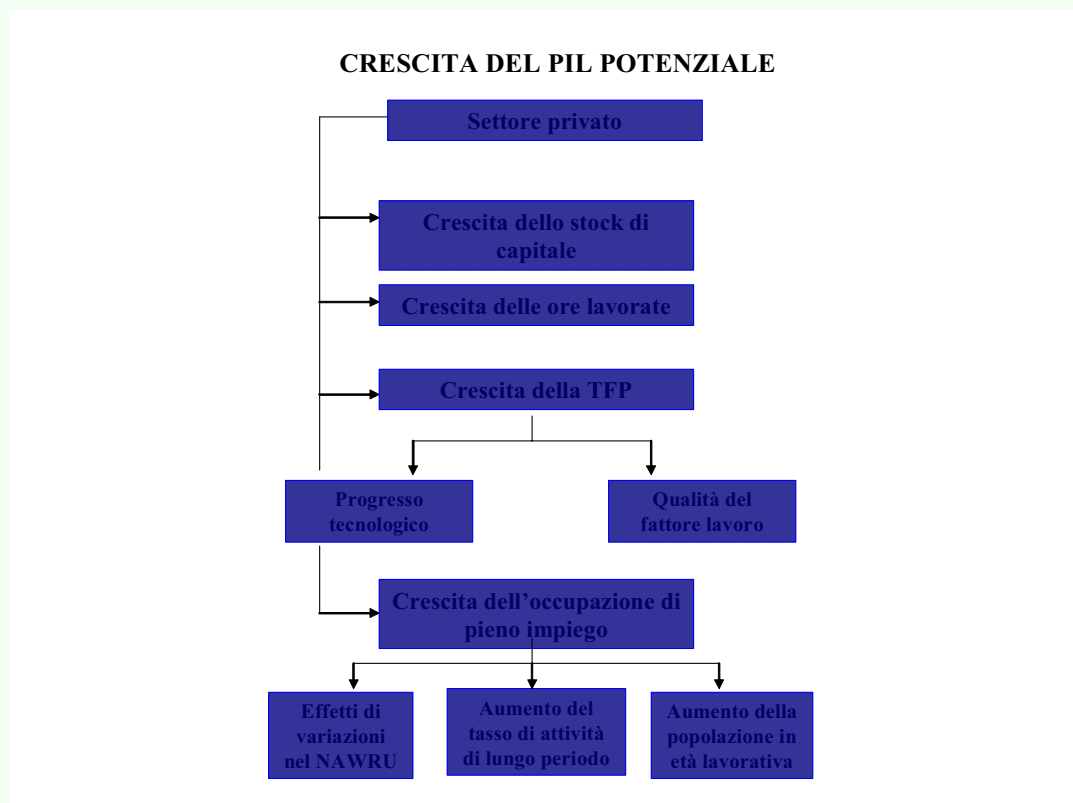 CRESCITA DEL PIL POTENZIALE
Settore privato
Crescita dello stock di
capitale
Crescita delle ore lavorate
Crescita della TFP
Progresso
tecnologico
Qualità del
fattore lavoro
Crescita dell’occupazione di
pieno impiego
Effetti di
variazioni
nel NAWRU
Aumento del
tasso di attività
di lungo periodo
Aumento della
popolazione in
età lavorativa